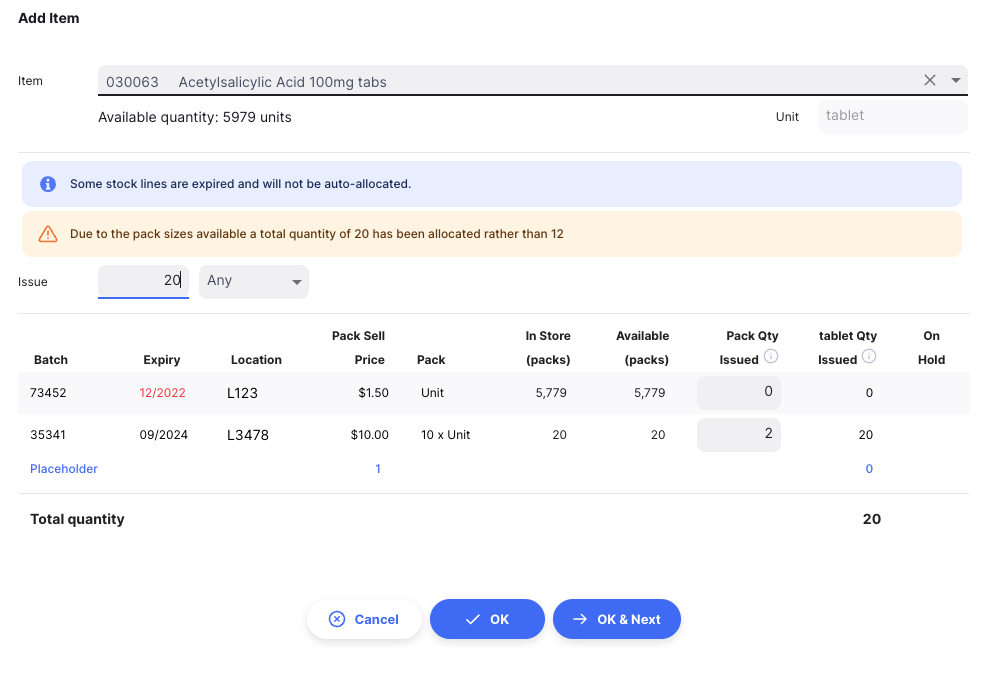 Add Item
Item 030063 Acetylsalicylic Acid 100mg tabs
Available quantity: 5979 units Unit tablet
Some stock lines are expired and will not be auto-allocated.
Due to the pack sizes available a total quantity of 20 has been allocated rather than 12
Issue 20 Any
Pack Sell In Store Available Pack Qty tablet Qty On
Batch Expiry Location Price Pack (packs) (packs) Issued Issued Hold
73452 12/2022 L123 $1.50 Unit 5,779 5,779 0 0
35341 09/2024 L3478 $10.00 10 x Unit 20 20 2 20
Placeholder 1 0
Total quantity 20
Cancel OK OK & Next